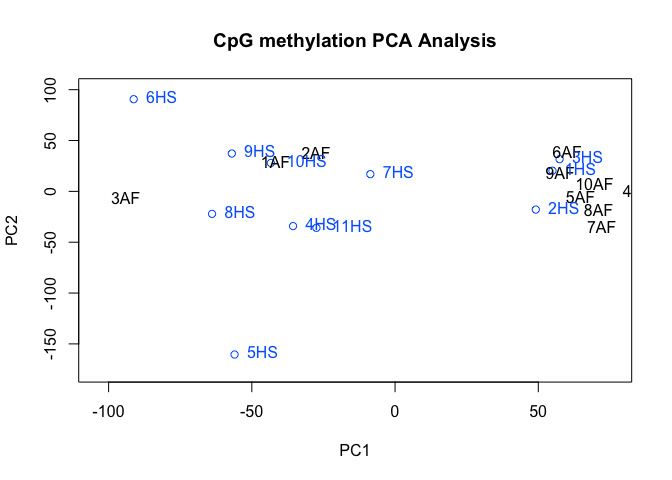 CpG methylation PCA Analysis
PC2
100
50
0
-50
-100
-150
6HS
9HS
2AF
1AF
10HS
7HS
6AF
3HS
1HS
9AF
10AF
4
3AF
5AF
8HS
2HS
8AF
4HS
11HS
7AF
5HS
-100
-50
0
50
PC1